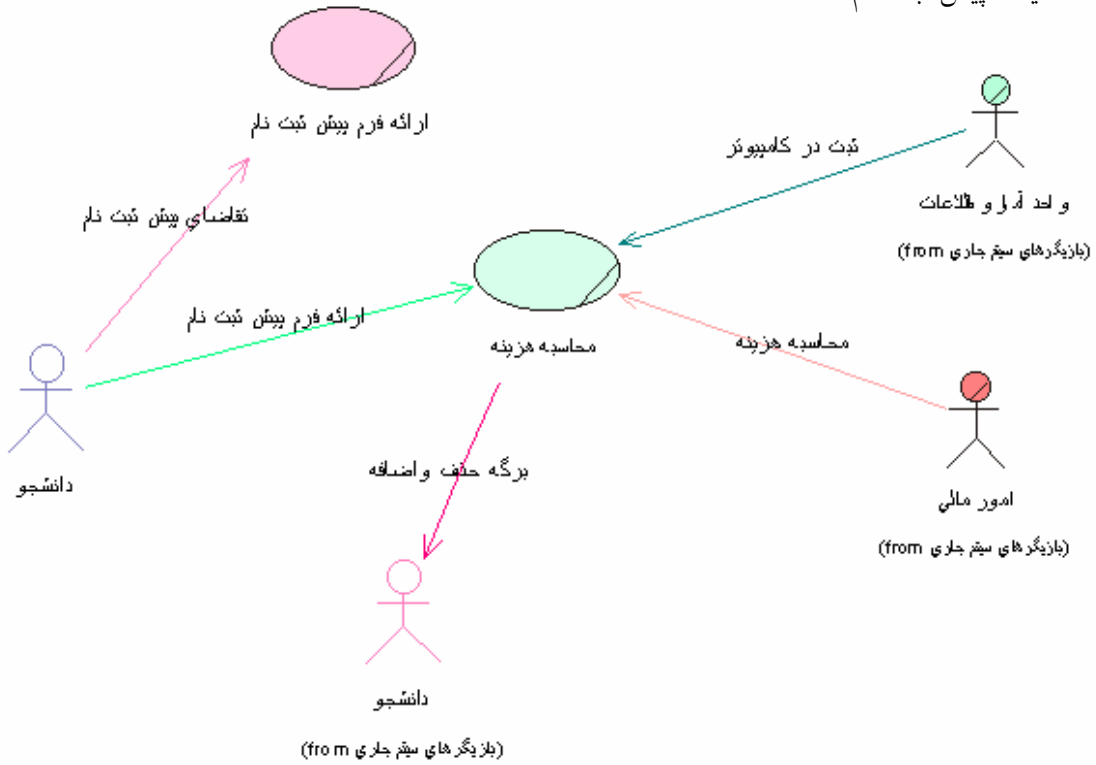 ارائه فرم پیش ثبت نام
ثبت در کامپیوتر
واحد آمار و اطلاعات
(بازیگرهای سیستم جاری from)
تقاضای پیش ثبت نام
ارائه فرم پیش ثبت نام
محاسبه هزینه
محاسبه هزینه
دانشجو
امور مالی
(بازیگرهای سیستم جاری from)
برگه حذف و اضافه
دانشجو
(بازیگرهای سیستم جاری from)